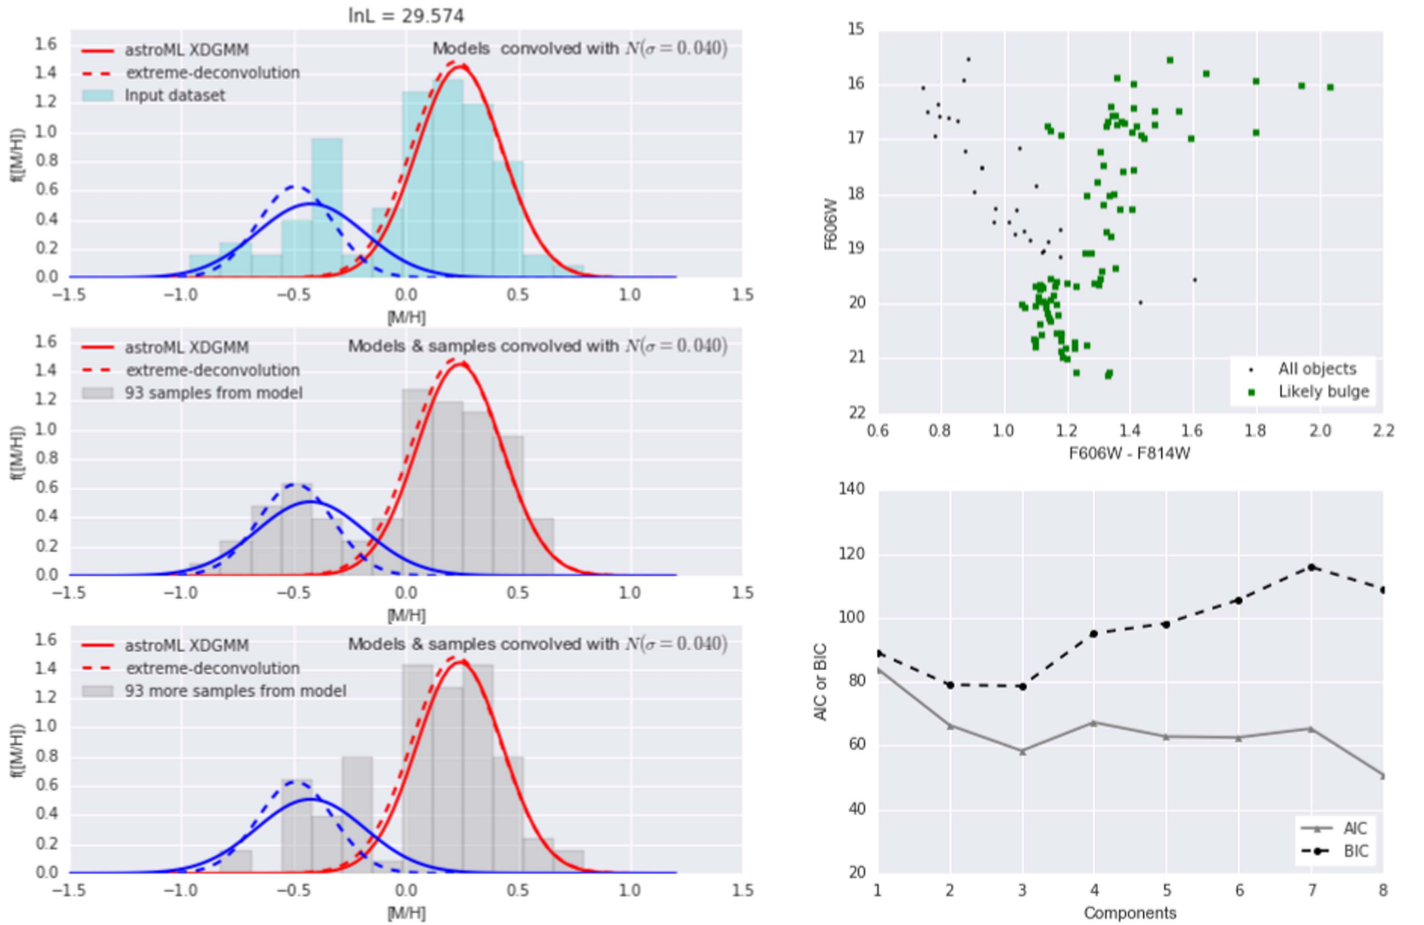 lnL = 29.574
astroML XDGMM
extreme-deconvolution
Input dataset
Models convolved with N(σ = 0.040)
f([M/H])
1.6
1.4
1.2
1.0
0.8
0.6
0.4
0.2
0.0
−1.5 −1.0 −0.5 0.0 0.5 1.0 1.5
[M/H]
astroML XDGMM
extreme-deconvolution
93 samples from model
Models & samples convolved with N(σ = 0.040)
f([M/H])
1.6
1.4
1.2
1.0
0.8
0.6
0.4
0.2
0.0
−1.5 −1.0 −0.5 0.0 0.5 1.0 1.5
[M/H]
astroML XDGMM
extreme-deconvolution
93 more samples from model
Models & samples convolved with N(σ = 0.040)
f([M/H])
1.6
1.4
1.2
1.0
0.8
0.6
0.4
0.2
0.0
−1.5 −1.0 −0.5 0.0 0.5 1.0 1.5
[M/H]
15
16
17
18
19
20
21
22
F606W
All objects
Likely bulge
0.6 0.8 1.0 1.2 1.4 1.6 1.8 2.0 2.2
F606W - F814W
140
120
100
80
60
40
20
AIC or BIC
AIC
BIC
1 2 3 4 5 6 7 8
Components